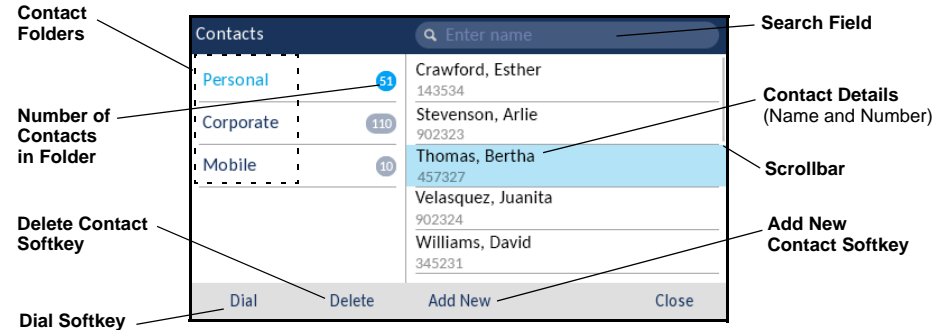 Contact
Folders
Number of
Contacts
in Folder
Delete Contact
Softkey
Dial Softkey
Contacts
Enter name
Personal
51
Corporate
110
Mobile
10
Crawford, Esther
143534
Stevenson, Arlie
902323
Thomas, Bertha
457327
Velasquez, Juanita
902324
Williams, David
345231
Dial
Delete
Add New
Close
Search Field
Contact Details
(Name and Number)
Scrollbar
Add New
Contact Softkey